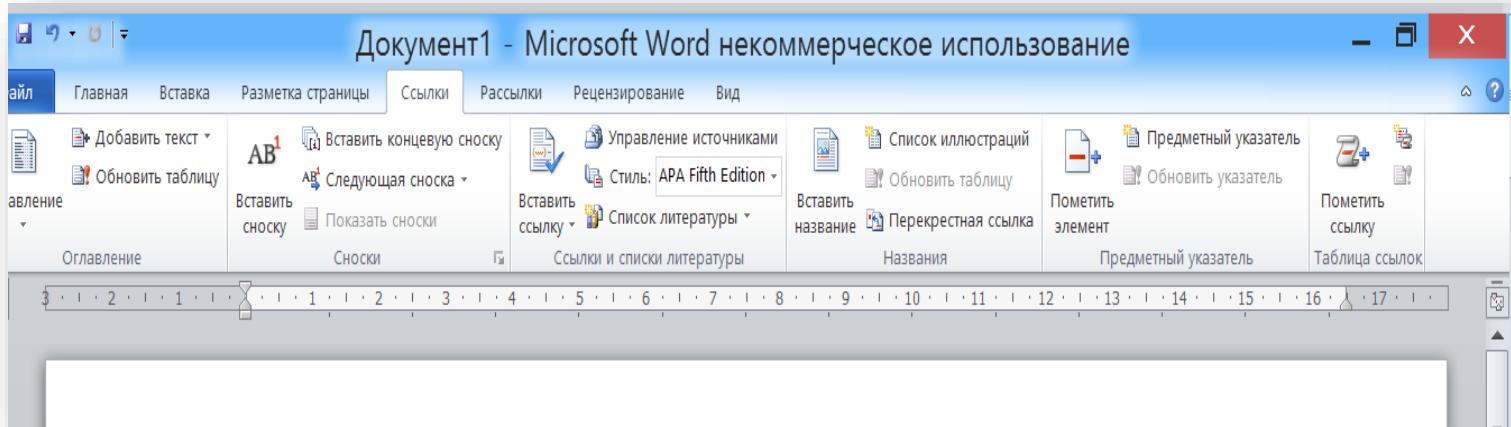 Документ1 - Microsoft Word некоммерческое использование
айл Главная Вставка Разметка страницы Ссылки Рассылки Рецензирование Вид
Добавить текст
Обновить таблицу
авление
Оглавление
AB1
Вставить сноску
Вставить концевую сноску
AB1 Следующая сноска
Показать сноски
Сноски
Вставить ссылку
Управление источниками
Стиль: APA Fifth Edition
Список литературы
Ссылки и списки литературы
Вставить название
Список иллюстраций
Обновить таблицу
Перекрестная ссылка
Названия
Пометить элемент
Предметный указатель
Обновить указатель
Предметный указатель
Пометить ссылку
Таблица ссылок
3 2 1 1 2 3 4 5 6 7 8 9 10 11 12 13 14 15 16 17